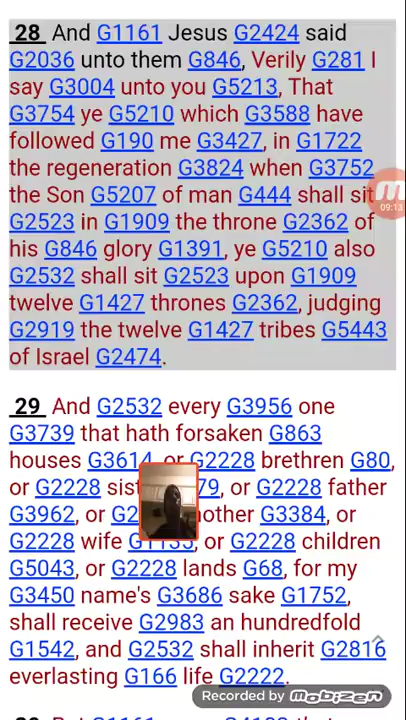 28 And G1161 Jesus G2424 said
G2036 unto them G846, Verily G281 I
say G3004 unto you G5213, That
G3754 ye G5210 which G3588 have
followed G190 me G3427, in G1722
the regeneration G3824 when G3752
the Son G5207 of man G444 shall sit
09:13
G2523 in G1909 the throne G2362 of
his G846 glory G1391, ye G5210 also
G2532 shall sit G2523 upon G1909
twelve G1427 thrones G2362, judging
G2919 the twelve G1427 tribes G5443
of Israel G2474.
29 And G2532 every G3956 one
G3739 that hath forsaken G863
houses G3614, or G2228 brethren G80,
or G2228 79, or G2228 father
G3962, or G3384, or
G2228 wife G1135, or G2228 children
G5043, or G2228 lands G68, for my
G3450 name's G3686 sake G1752,
shall receive G2983 an hundredfold
G1542, and G2532 shall inherit G2816
everlasting G166 life G2222.
Recorded by Mobizen